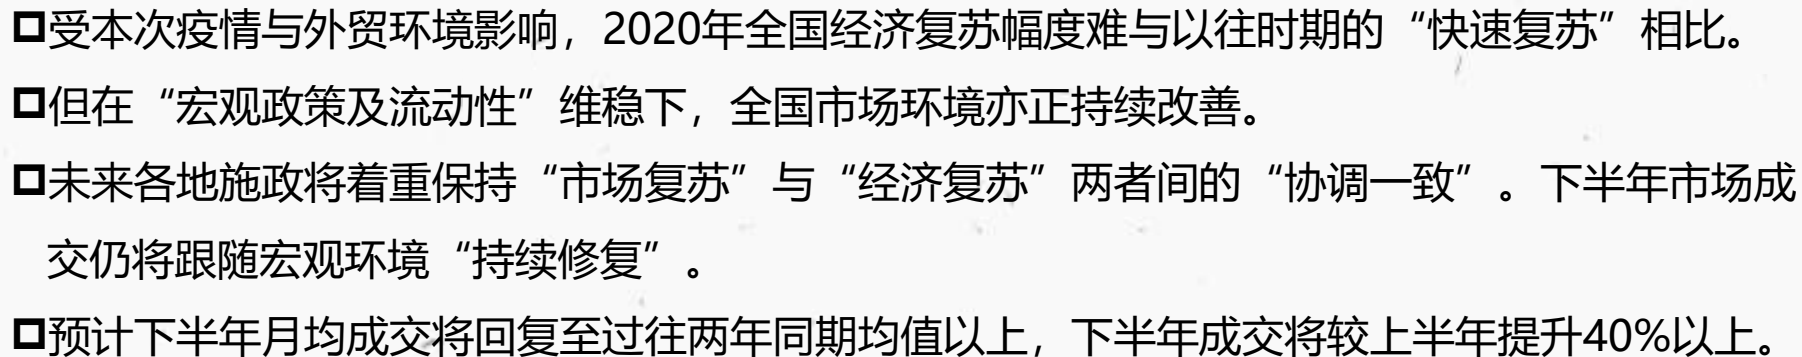 □受本次疫情与外贸环境影响，2020年全国经济复苏幅度难与以往时期的“快速复苏”相比。
□但在“宏观政策及流动性”维稳下，全国市场环境亦正持续改善。
□未来各地施政将着重保持“市场复苏”与“经济复苏”两者间的“协调一致”。下半年市场成
交仍将跟随宏观环境“持续修复”。
□预计下半年月均成交将回复至过往两年同期均值以上，下半年成交将较上半年提升40%以上。